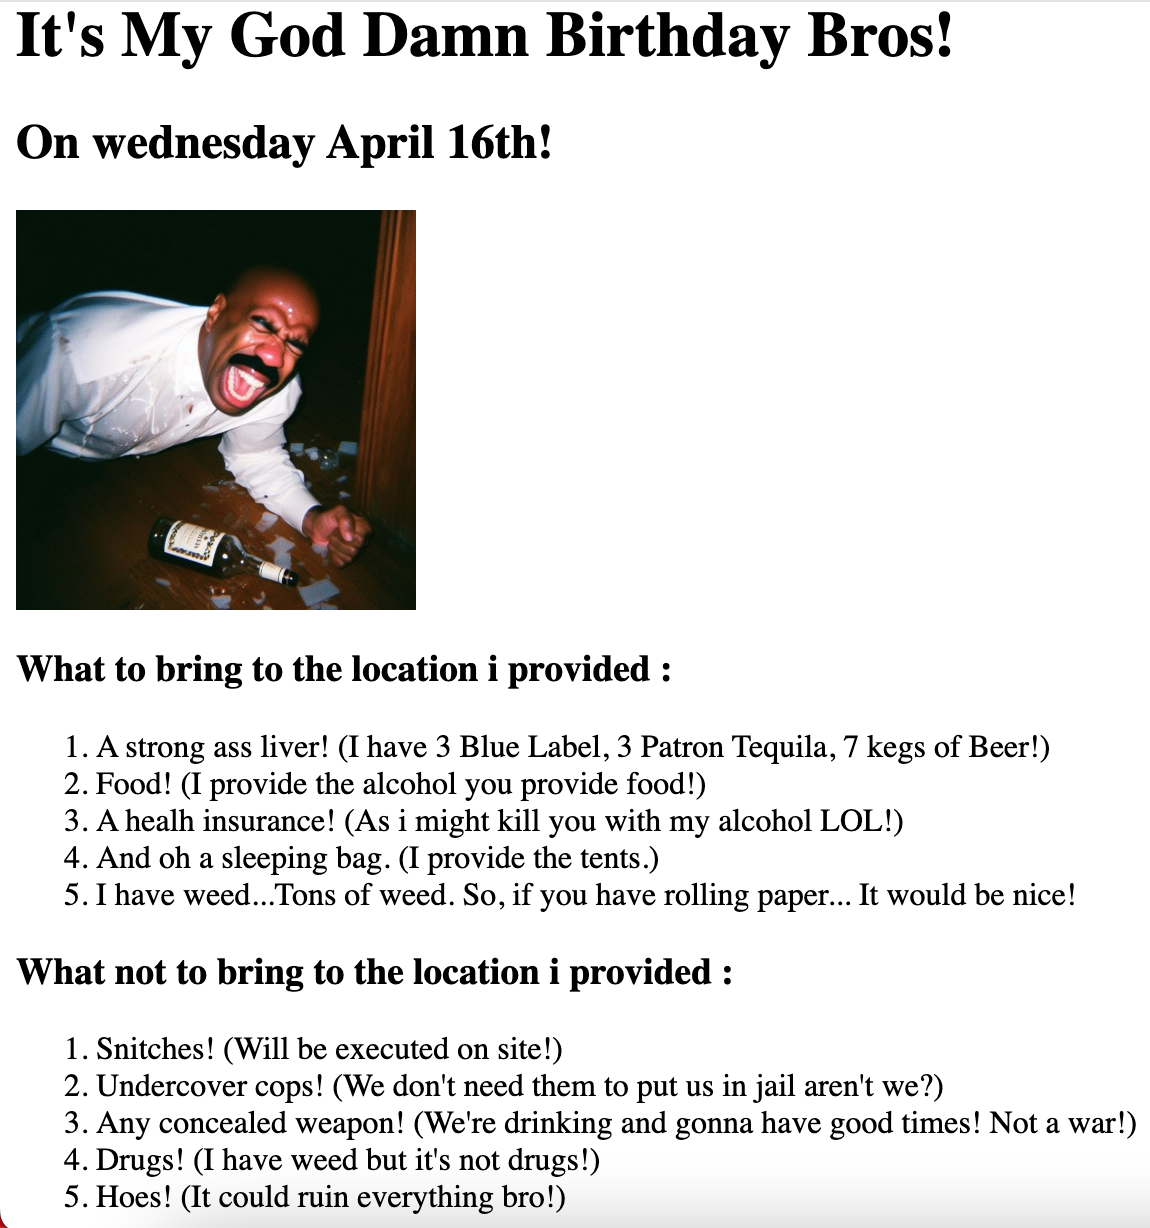 It's My God Damn Birthday Bros!
On wednesday April 16th!
What to bring to the location i provided :
1. A strong ass liver! (I have 3 Blue Label, 3 Patron Tequila, 7 kegs of Beer!)
2. Food! (I provide the alcohol you provide food!)
3. A healh insurance! (As i might kill you with my alcohol LOL!)
4. And oh a sleeping bag. (I provide the tents.)
5. I have weed...Tons of weed. So, if you have rolling paper... It would be nice!
What not to bring to the location i provided :
1. Snitches! (Will be executed on site!)
2. Undercover cops! (We don't need them to put us in jail aren't we?)
3. Any concealed weapon! (We're drinking and gonna have good times! Not a war!)
4. Drugs! (I have weed but it's not drugs!)
5. Hoes! (It could ruin everything bro!)